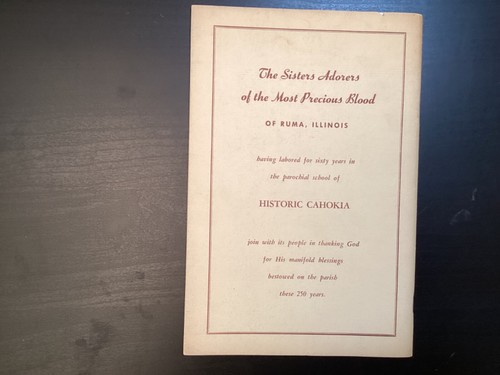 The Sisters Adorers
of the Most Precious Blood
OF RUMA, ILLINOIS
having labored for sixty years in
the parochial school of
HISTORIC CAHOKIA
join with its people in thanking God
for His manifold blessings
bestowed on the parish
these 250 years.